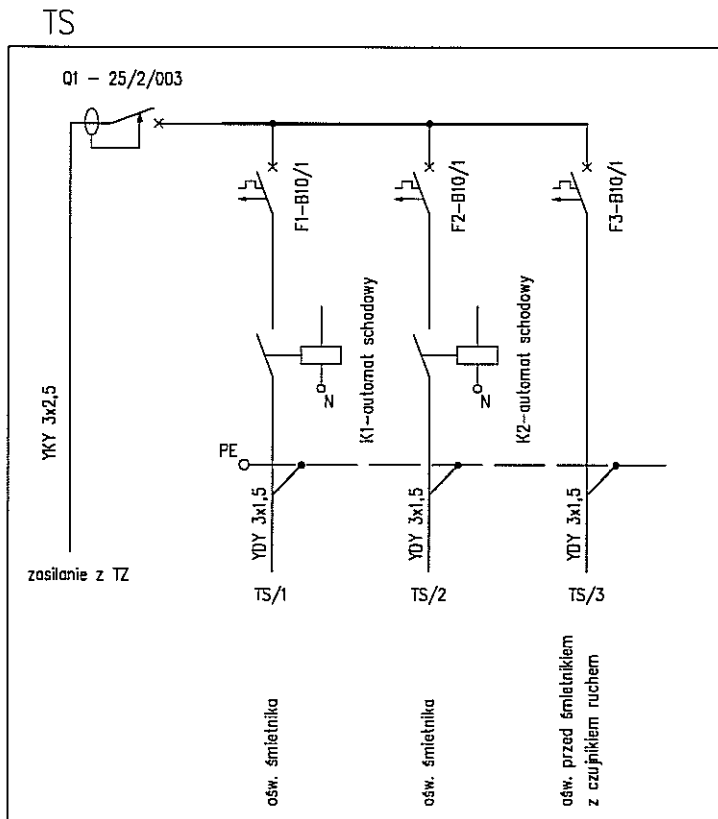 TS
Q1 - 25/2/003
F1-B10/1
F2-B10/1
F3-B10/1
K1-automat schodowy
K2-automat schodowy
N
N
YKY 3x2,5
PE
YDY 3x1,5
YDY 3x1,5
YDY 3x1,5
zasilanie z TZ
TS/1
TS/2
TS/3
ośw. śmietnika
ośw. śmietnika
ośw. przed śmietnikiem
z czujnikiem ruchem